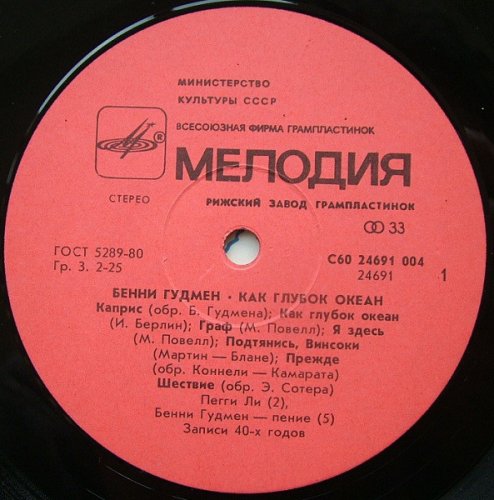 МИНИСТЕРСТВО
КУЛЬТУРЫ СССР
ВСЕСОЮЗНАЯ ФИРМА ГРАМПЛАСТИНОК
®
МЕЛОДИЯ
СТЕРЕО
РИЖСКИЙ ЗАВОД ГРАМПЛАСТИНОК
33
ГОСТ 5289-80
Гр. 3. 2-25
С60 24691 004
24691
1
БЕННИ ГУДМЕН · КАК ГЛУБОК ОКЕАН
Каприс (обр. Б. Гудмена); Как глубок океан
(И. Берлин); Граф (М. Повелл); Я здесь
(М. Повелл); Подтянись, Винсоки
(Мартин — Блане); Прежде
(обр. Коннели — Камарата)
Шествие (обр. Э. Сотера)
Пегги Ли (2),
Бенни Гудмен — пение (5)
Записи 40-х годов